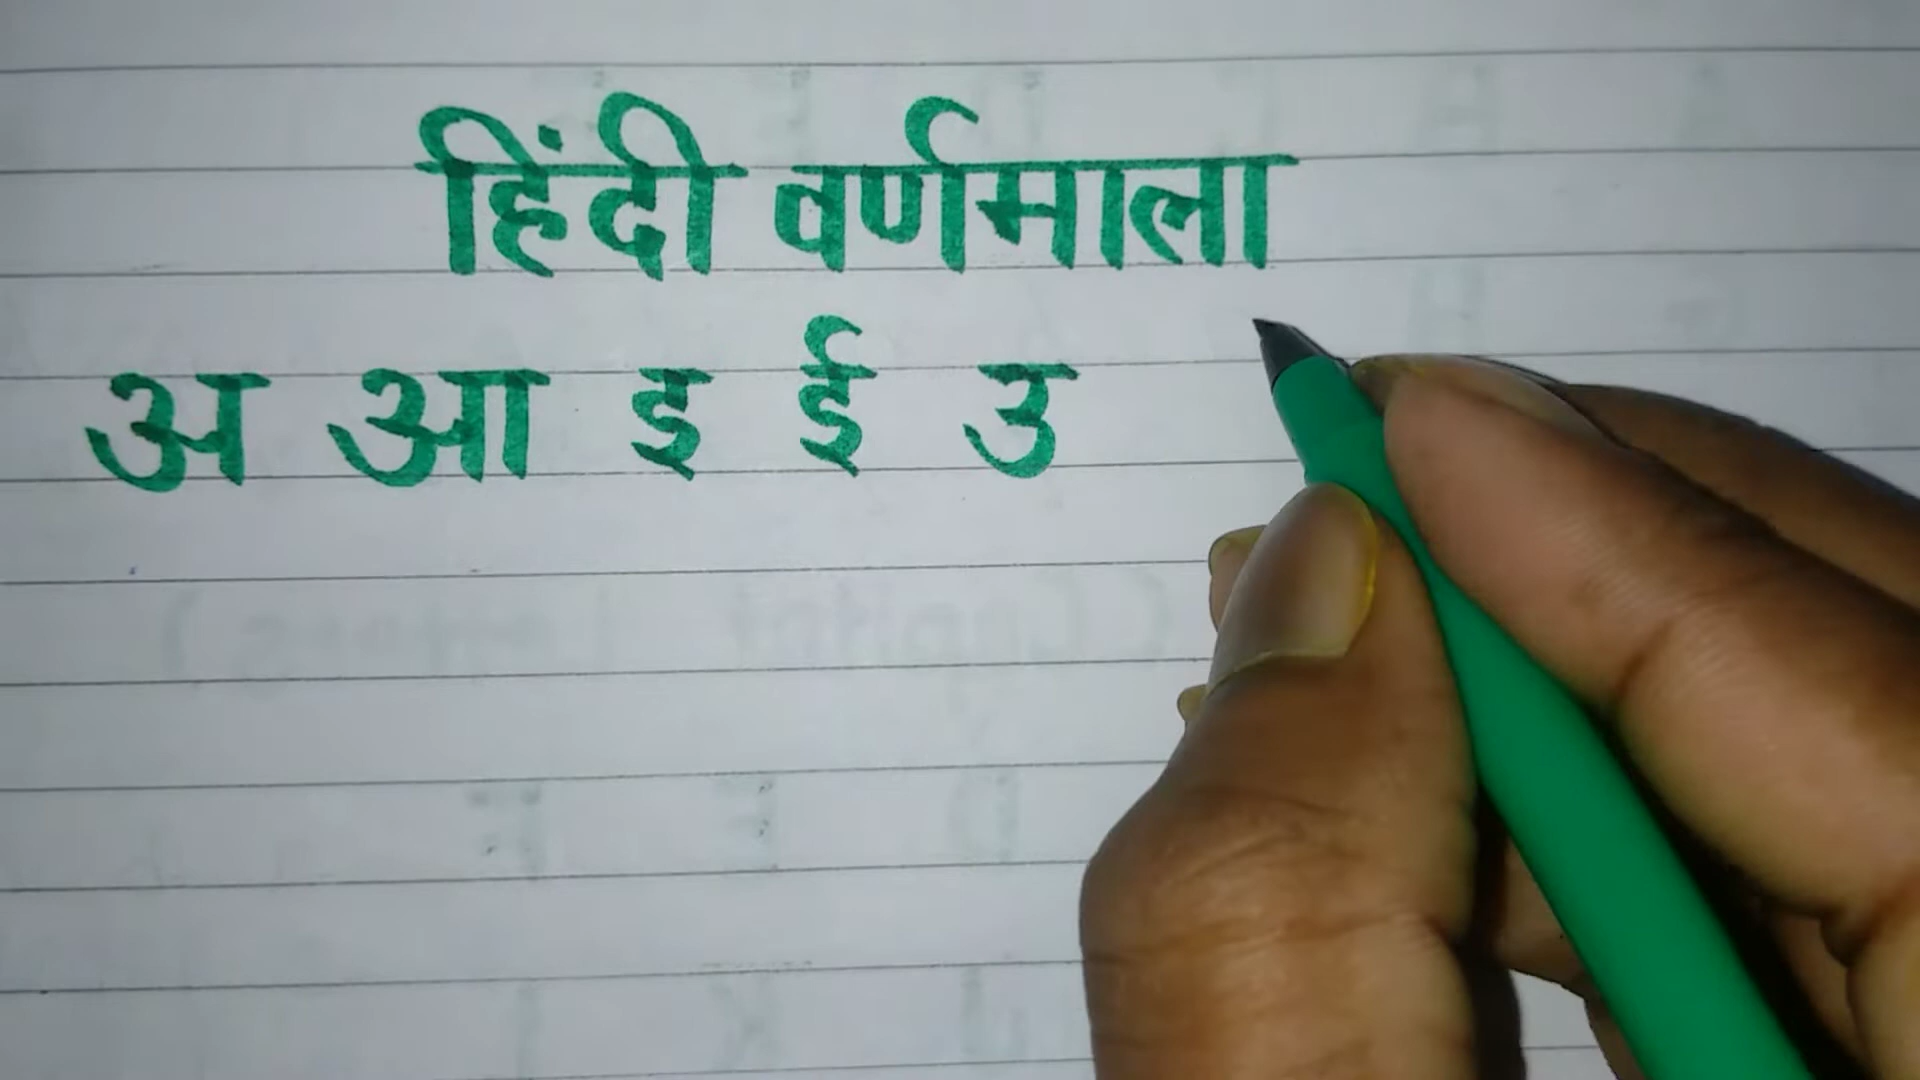 हिंदी वर्णमाला
अ आ इ ई उ